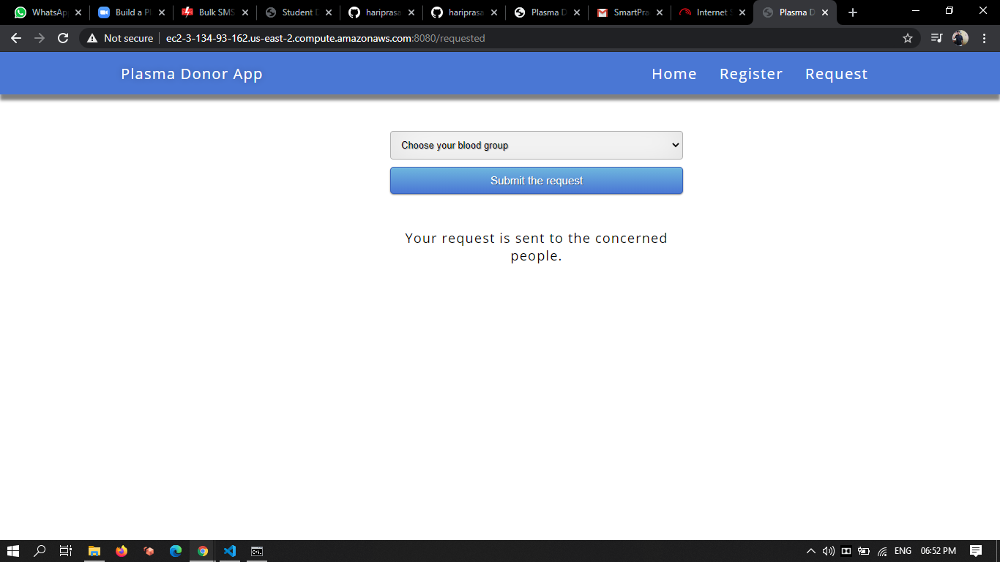 WhatsAp
Build a Pl
Bulk SMS
Student D
hariprasa
hariprasa
Plasma D
SmartPra
Internet S
Plasma D
Not secure
ec2-3-134-93-162.us-east-2.compute.amazonaws.com:8080/requested
Plasma Donor App
Home
Register
Request
Choose your blood group
Submit the request
Your request is sent to the concerned
people.
ENG
06:52 PM